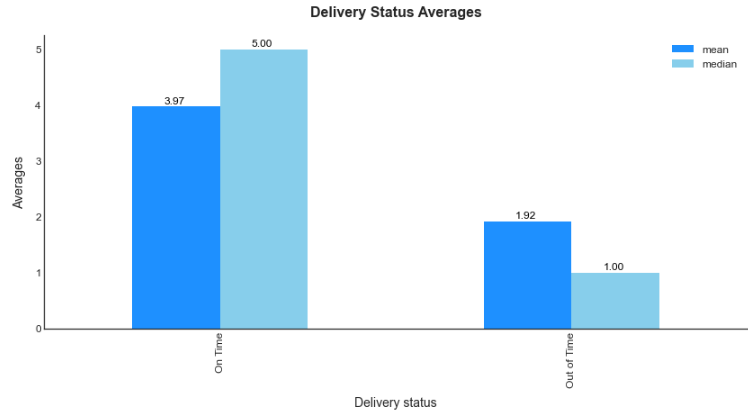 Delivery Status Averages
mean
median
Averages
5
4
3
2
1
0
3.97
5.00
1.92
1.00
On Time
Out of Time
Delivery status